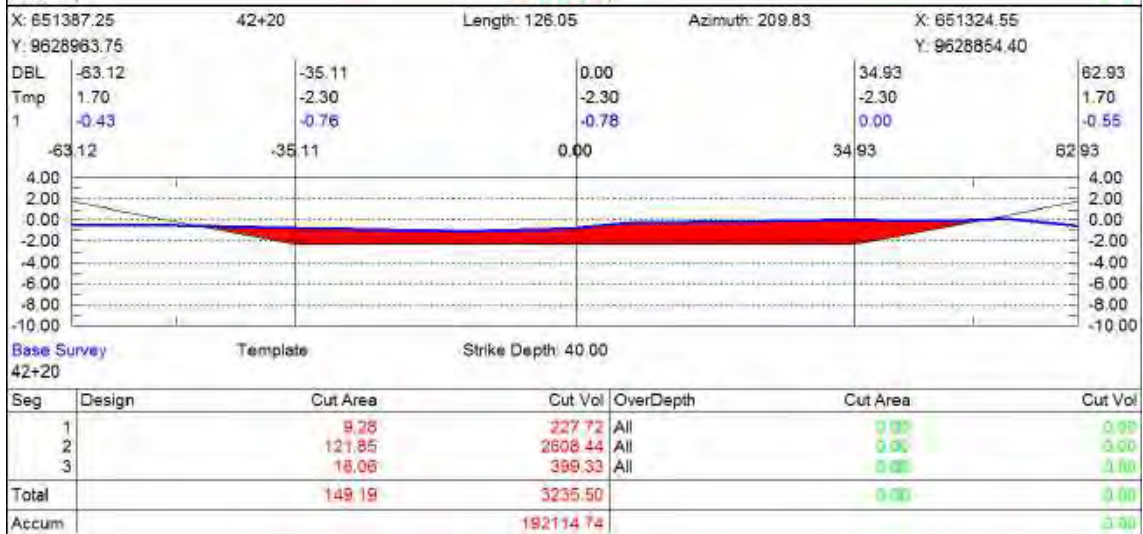 X: 651387.25 42+20 Length: 126.05 Azimuth: 209.83 X: 651324.55
Y: 9628963.75 Y: 9628854.40
DBL -63.12 -35.11 0.00 34.93 62.93
Tmp 1.70 -2.30 -2.30 -2.30 1.70
1 -0.43 -0.76 -0.78 0.00 -0.55
-63.12 -35.11 0.00 34.93 62.93
4.00 4.00
2.00 2.00
0.00 0.00
-2.00 -2.00
-4.00 -4.00
-6.00 -6.00
-8.00 -8.00
-10.00 -10.00
Base Survey Template Strike Depth: 40.00
42+20
Seg Design Cut Area Cut Vol OverDepth Cut Area Cut Vol
1 9.28 227.72 All 0.00 0.00
2 121.85 2608.44 All 0.00 0.00
3 18.06 399.33 All 0.00 0.00
Total 149.19 3235.50 0.00 0.00
Accum 192114.74 0.00